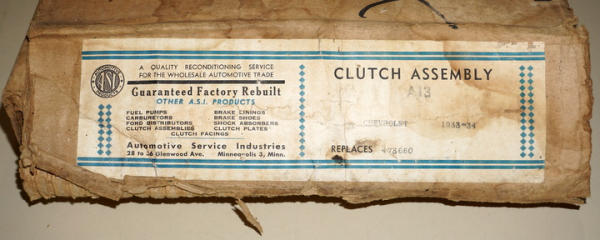 ASI
A QUALITY RECONDITIONING SERVICE
FOR THE WHOLESALE AUTOMOTIVE TRADE
Guaranteed Factory Rebuilt
OTHER A.S.I. PRODUCTS
FUEL PUMPS
CARBURETORS
FORD DISTRIBUTORS
CLUTCH ASSEMBLIES
BRAKE LININGS
BRAKE SHOES
SHOCK ABSORBERS
CLUTCH PLATES
CLUTCH FACINGS
Automotive Service Industries
28 to 36 Glenwood Ave. Minneapolis 3, Minn.
CLUTCH ASSEMBLY
A13
CHEVROLET 1933-34
REPLACES